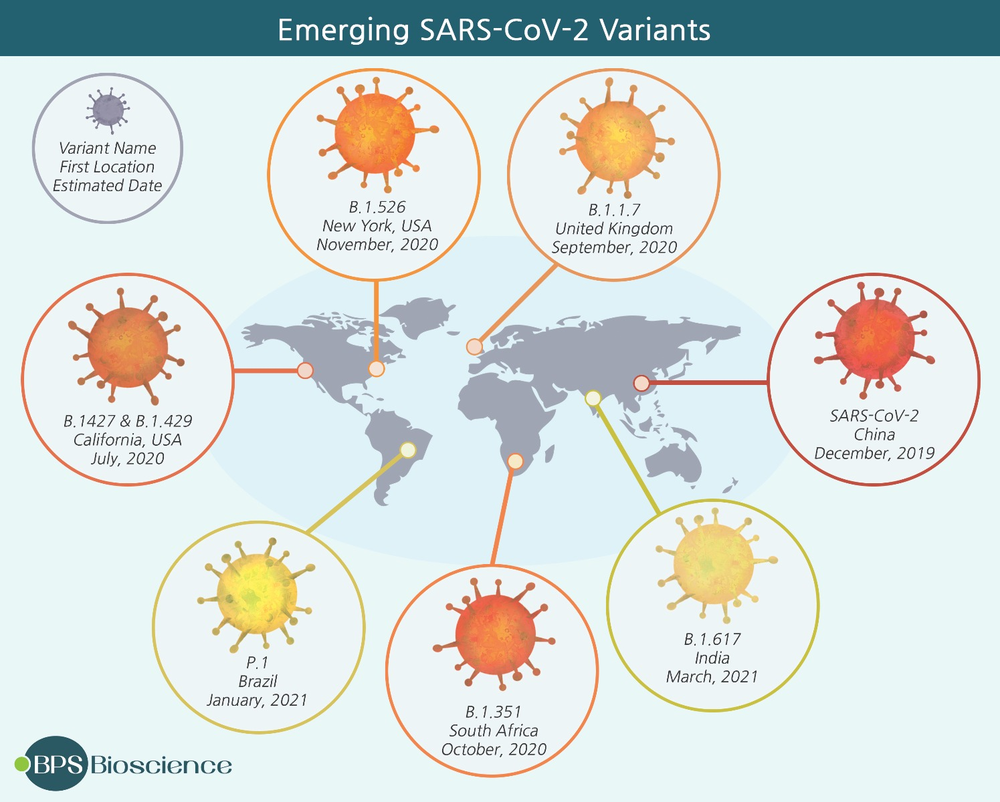 Emerging SARS-CoV-2 Variants
Variant Name
First Location
Estimated Date
B.1.526
New York, USA
November, 2020
B.1.1.7
United Kingdom
September, 2020
B.1427 & B.1.429
California, USA
July, 2020
SARS-CoV-2
China
December, 2019
P.1
Brazil
January, 2021
B.1.351
South Africa
October, 2020
B.1.617
India
March, 2021
BPS Bioscience